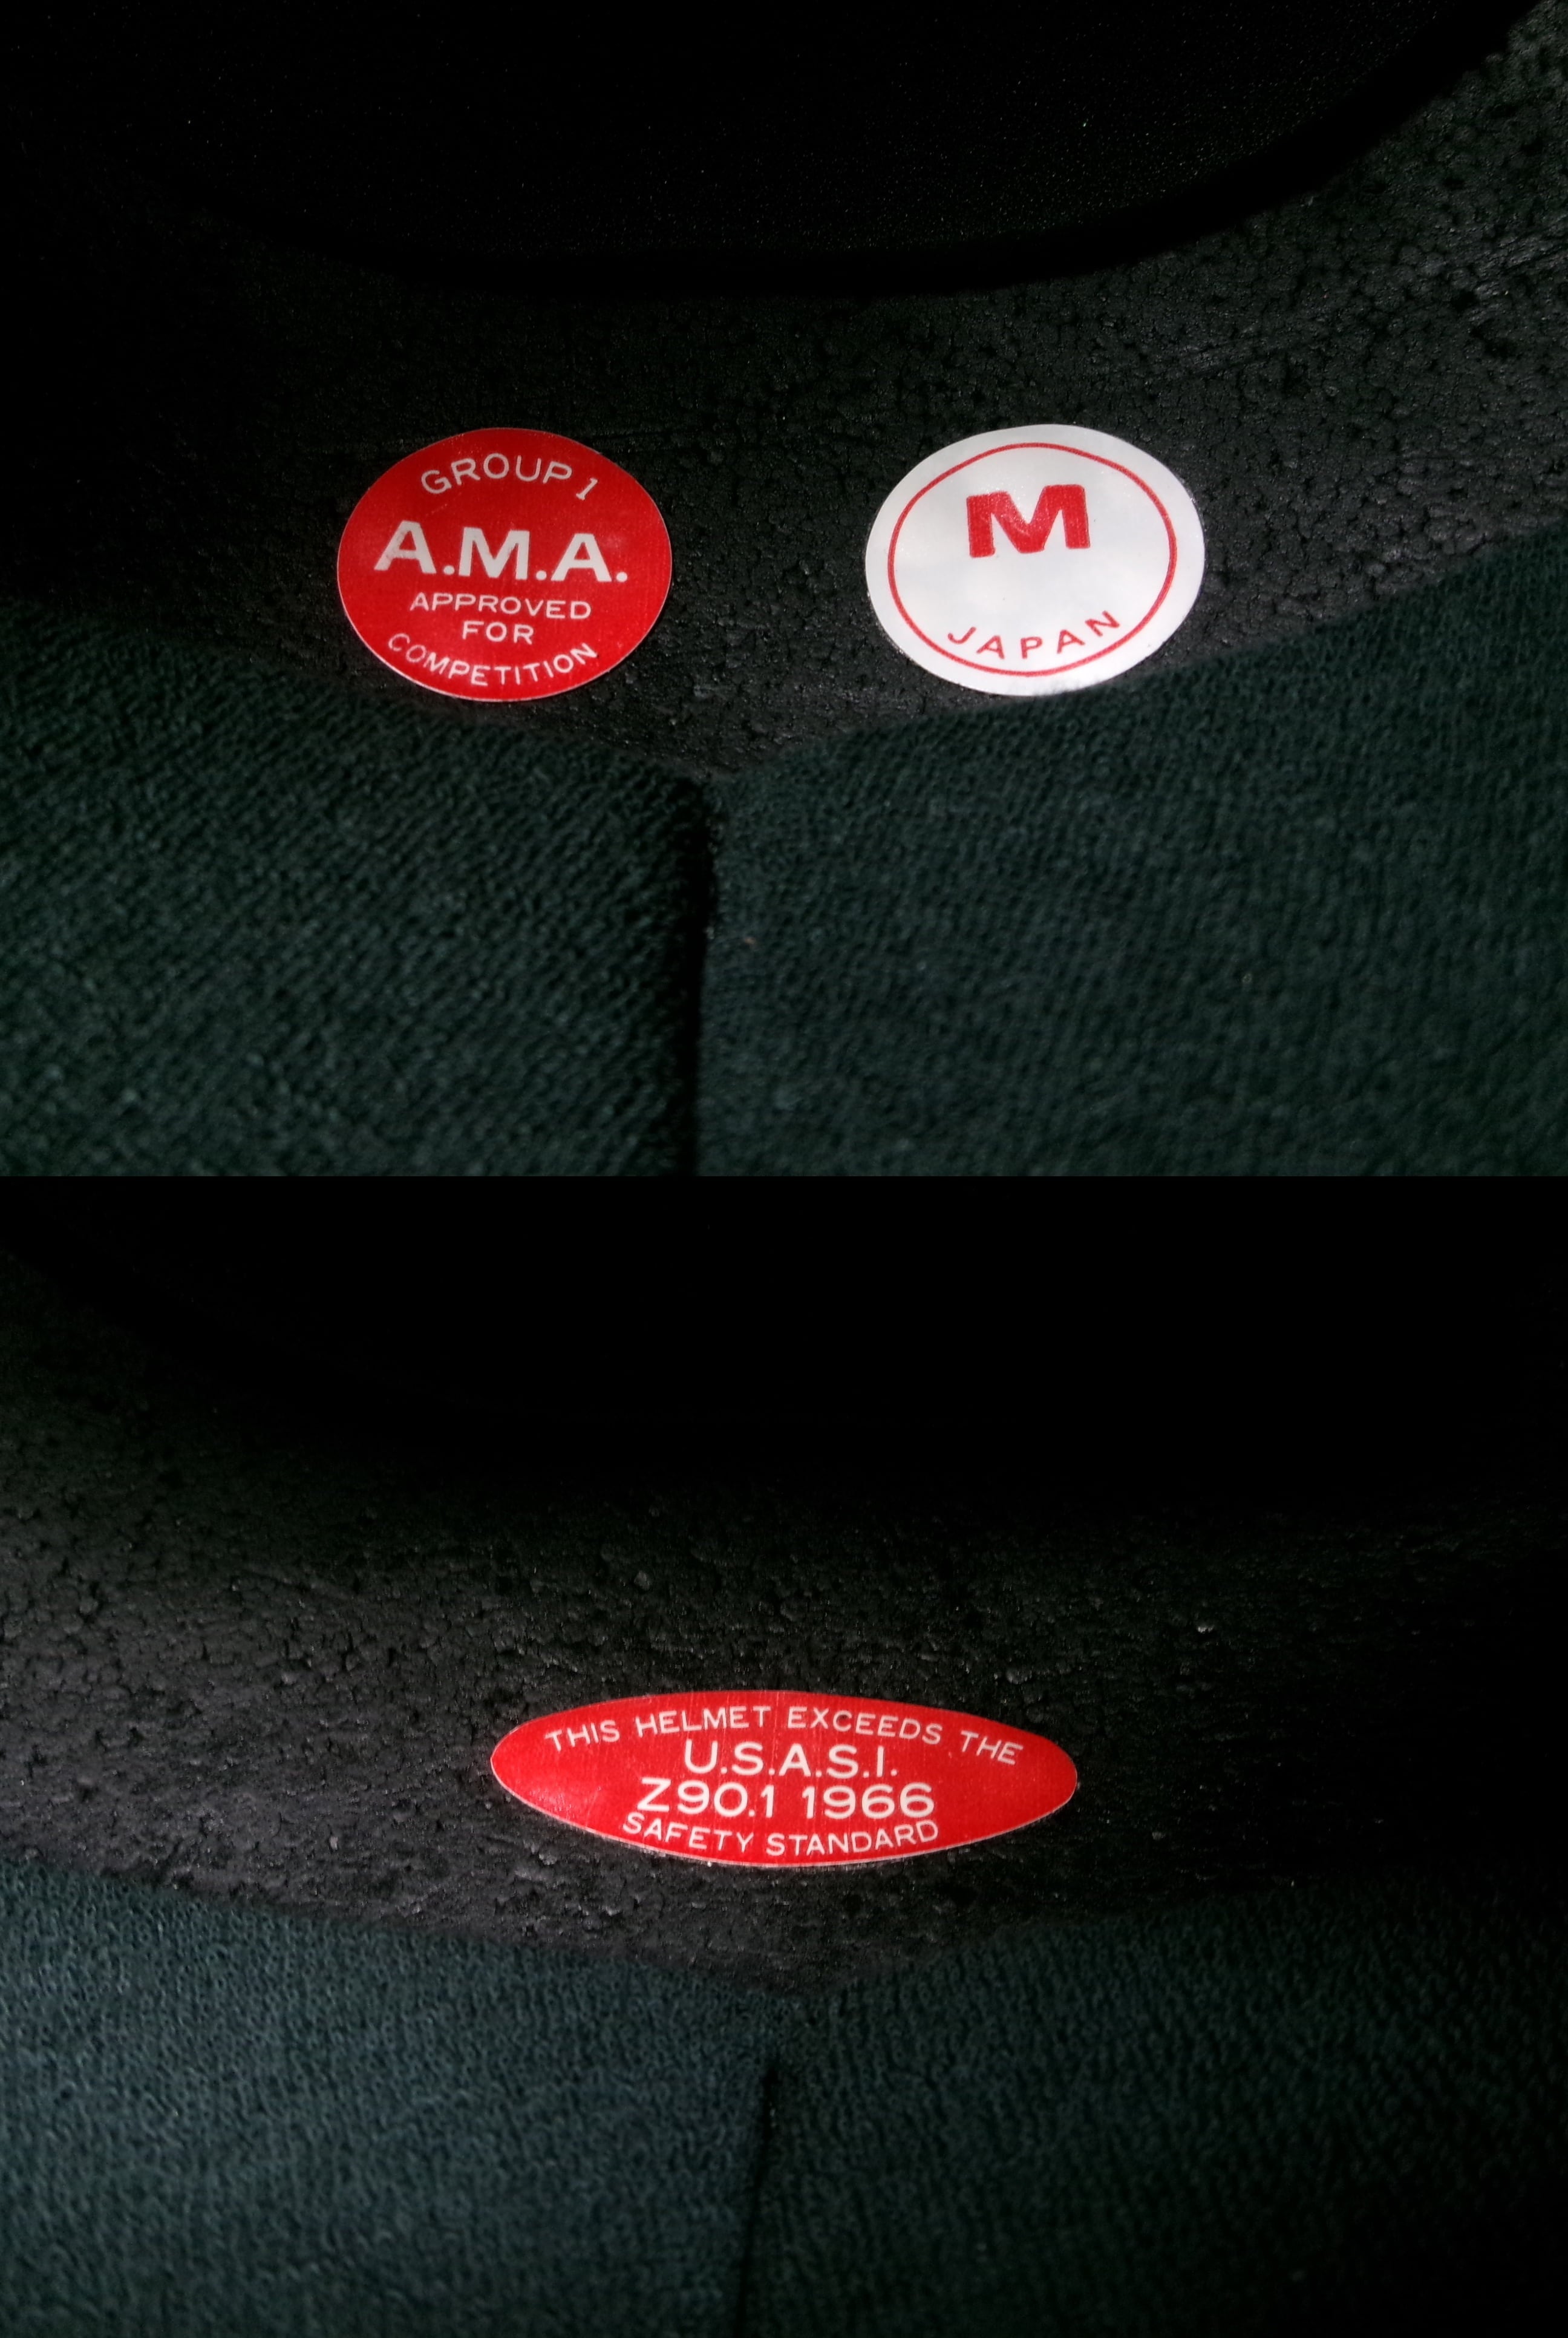 GROUP 1
A.M.A.
APPROVED
FOR
COMPETITION
M
JAPAN
THIS HELMET EXCEEDS THE
U.S.A.S.I.
Z90.1 1966
SAFETY STANDARD